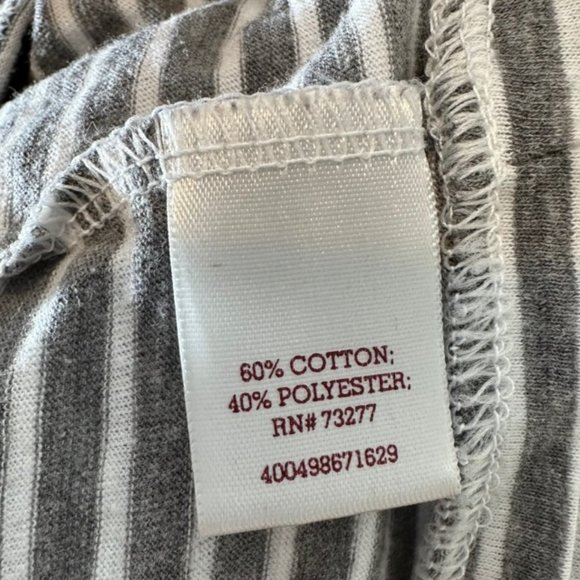 60% COTTON;
40% POLYESTER;
RN# 73277
400498671629